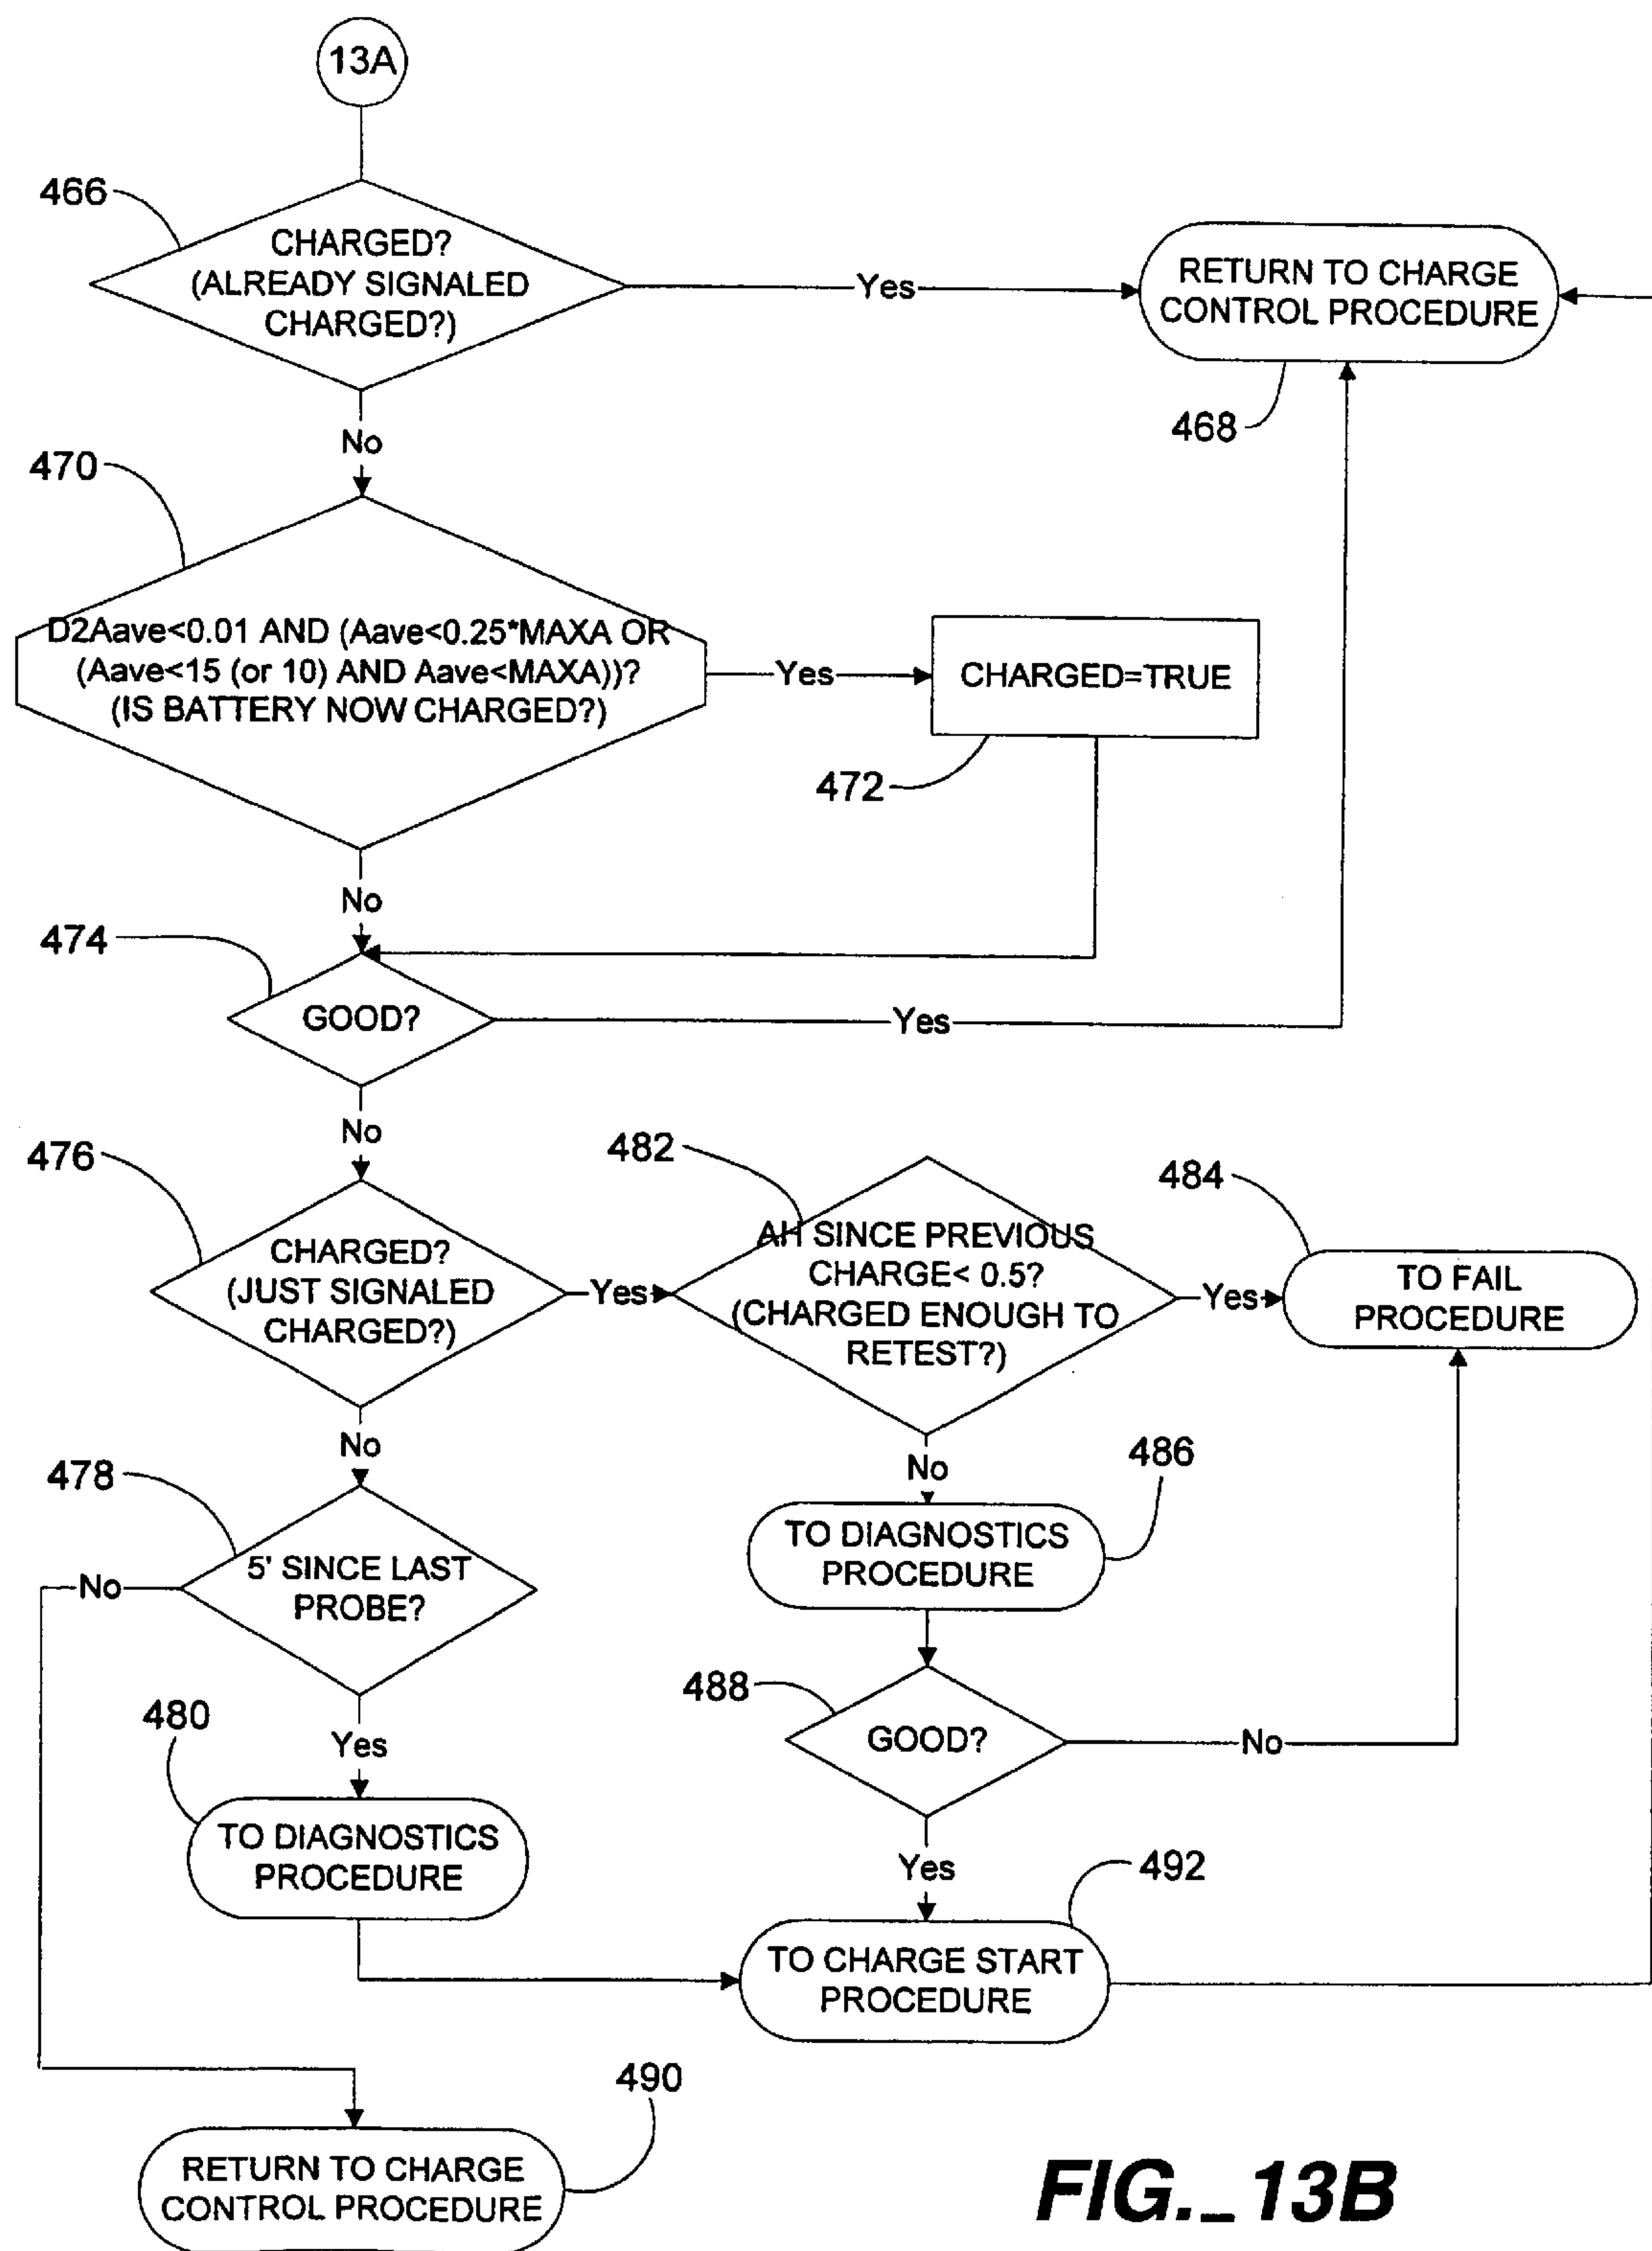 13A
466
CHARGED?
(ALREADY SIGNALED
CHARGED?)
Yes
RETURN TO CHARGE
CONTROL PROCEDURE
468
No
470
D2Aave<0.01 AND (Aave<0.25*MAXA OR
(Aave<15 (or 10) AND Aave<MAXA))?
(IS BATTERY NOW CHARGED?)
Yes
CHARGED=TRUE
472
No
474
GOOD?
Yes
No
476
CHARGED?
(JUST SIGNALED
CHARGED?)
Yes
482
AH SINCE PREVIOUS
CHARGE< 0.5?
(CHARGED ENOUGH TO
RETEST?)
Yes
484
TO FAIL
PROCEDURE
No
478
5' SINCE LAST
PROBE?
No
No
486
TO DIAGNOSTICS
PROCEDURE
488
GOOD?
No
Yes
480
TO DIAGNOSTICS
PROCEDURE
Yes
492
TO CHARGE START
PROCEDURE
490
RETURN TO CHARGE
CONTROL PROCEDURE
FIG._13B